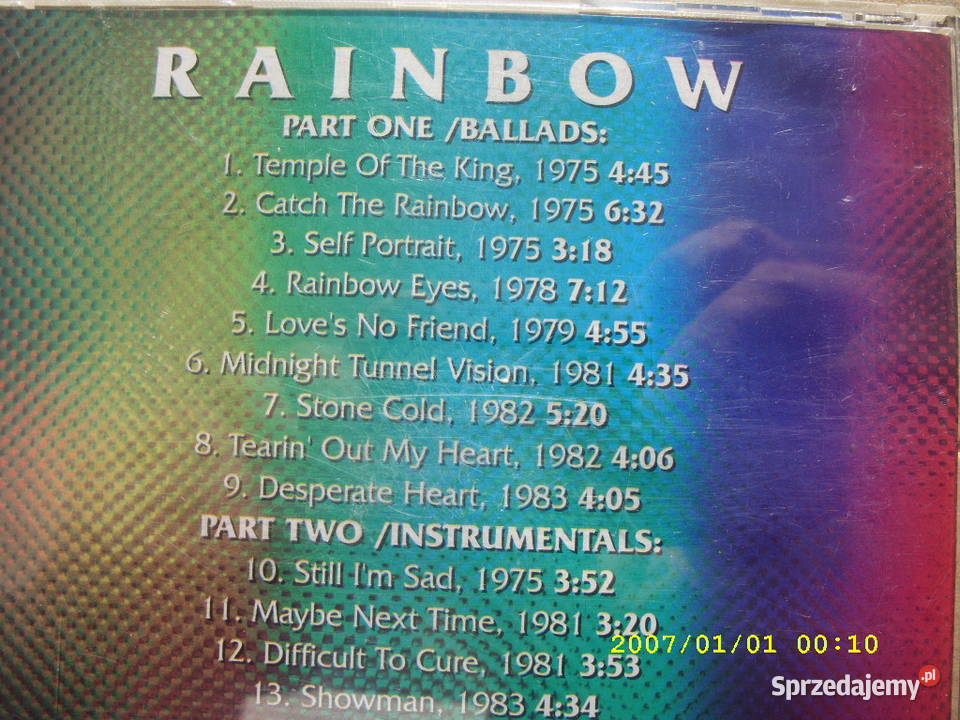 RAINBOW
PART ONE /BALLADS:
1. Temple Of The King, 1975 4:45
2. Catch The Rainbow, 1975 6:32
3. Self Portrait, 1975 3:18
4. Rainbow Eyes, 1978 7:12
5. Love's No Friend, 1979 4:55
6. Midnight Tunnel Vision, 1981 4:35
7. Stone Cold, 1982 5:20
8. Tearin' Out My Heart, 1982 4:06
9. Desperate Heart, 1983 4:05
PART TWO /INSTRUMENTALS:
10. Still I'm Sad, 1975 3:52
11. Maybe Next Time, 1981 3:20
2007/01/01 00:10
12. Difficult To Cure, 1981 3:53
13. Showman, 1983 4:34
Sprzedajemy.pl